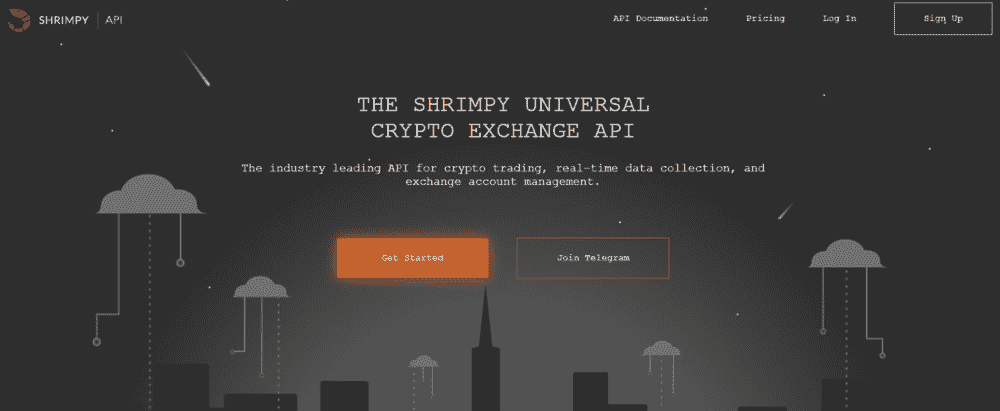 SHRIMPY | API
API Documentation
Pricing
Log In
Sign Up
THE SHRIMPY UNIVERSAL
CRYPTO EXCHANGE API
The industry leading API for crypto trading, real-time data collection, and
exchange account management.
Get Started
Join Telegram